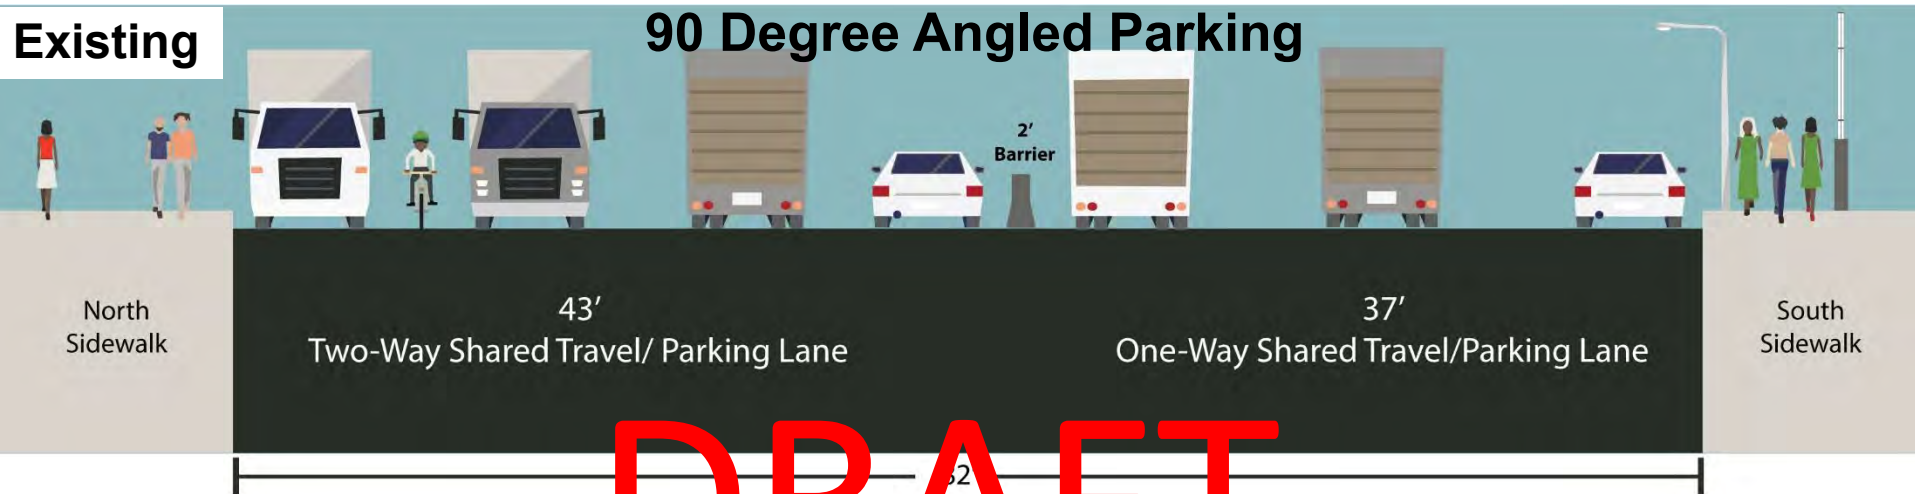 Existing
90 Degree Angled Parking
2’
Barrier
North
Sidewalk
43’
Two-Way Shared Travel/ Parking Lane
37’
One-Way Shared Travel/Parking Lane
South
Sidewalk
DRAFT